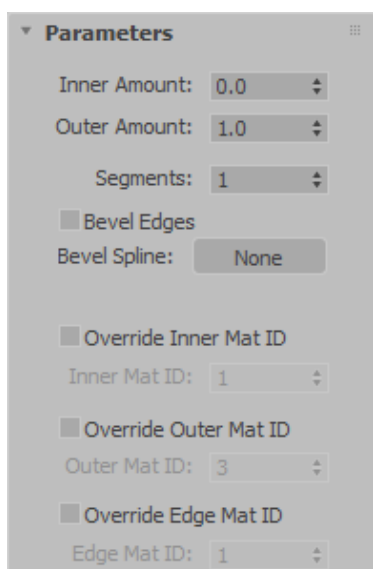 Parameters
Inner Amount: 0.0
Outer Amount: 1.0
Segments: 1
Bevel Edges
Bevel Spline: None
Override Inner Mat ID
Inner Mat ID: 1
Override Outer Mat ID
Outer Mat ID: 3
Override Edge Mat ID
Edge Mat ID: 1